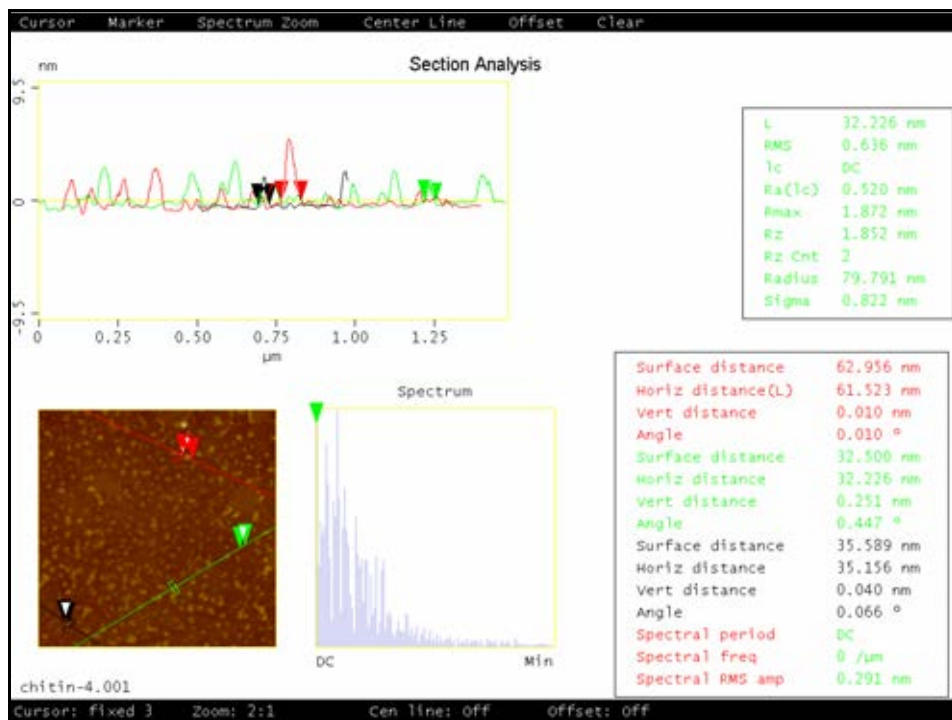 Cursor Marker Spectrum Zoom Center Line Offset Clear
nm
Section Analysis
9.5
0
-9.5
0 0.25 0.50 0.75 1.00 1.25
µm
L 32.226 nm
RMS 0.636 nm
lc DC
Ra(lc) 0.520 nm
Rmax 1.872 nm
Rz 1.852 nm
Rz Cnt 2
Radius 79.791 nm
Sigma 0.822 nm
Spectrum
DC Min
Surface distance 62.956 nm
Horiz distance(L) 61.523 nm
Vert distance 0.010 nm
Angle 0.010 °
Surface distance 32.500 nm
Horiz distance 32.226 nm
Vert distance 0.251 nm
Angle 0.447 °
Surface distance 35.589 nm
Horiz distance 35.156 nm
Vert distance 0.040 nm
Angle 0.066 °
Spectral period DC
Spectral freq 0 /µm
Spectral RMS amp 0.291 nm
chitin-4.001
Cursor: fixed 3 Zoom: 2:1 Cen line: Off Offset: Off